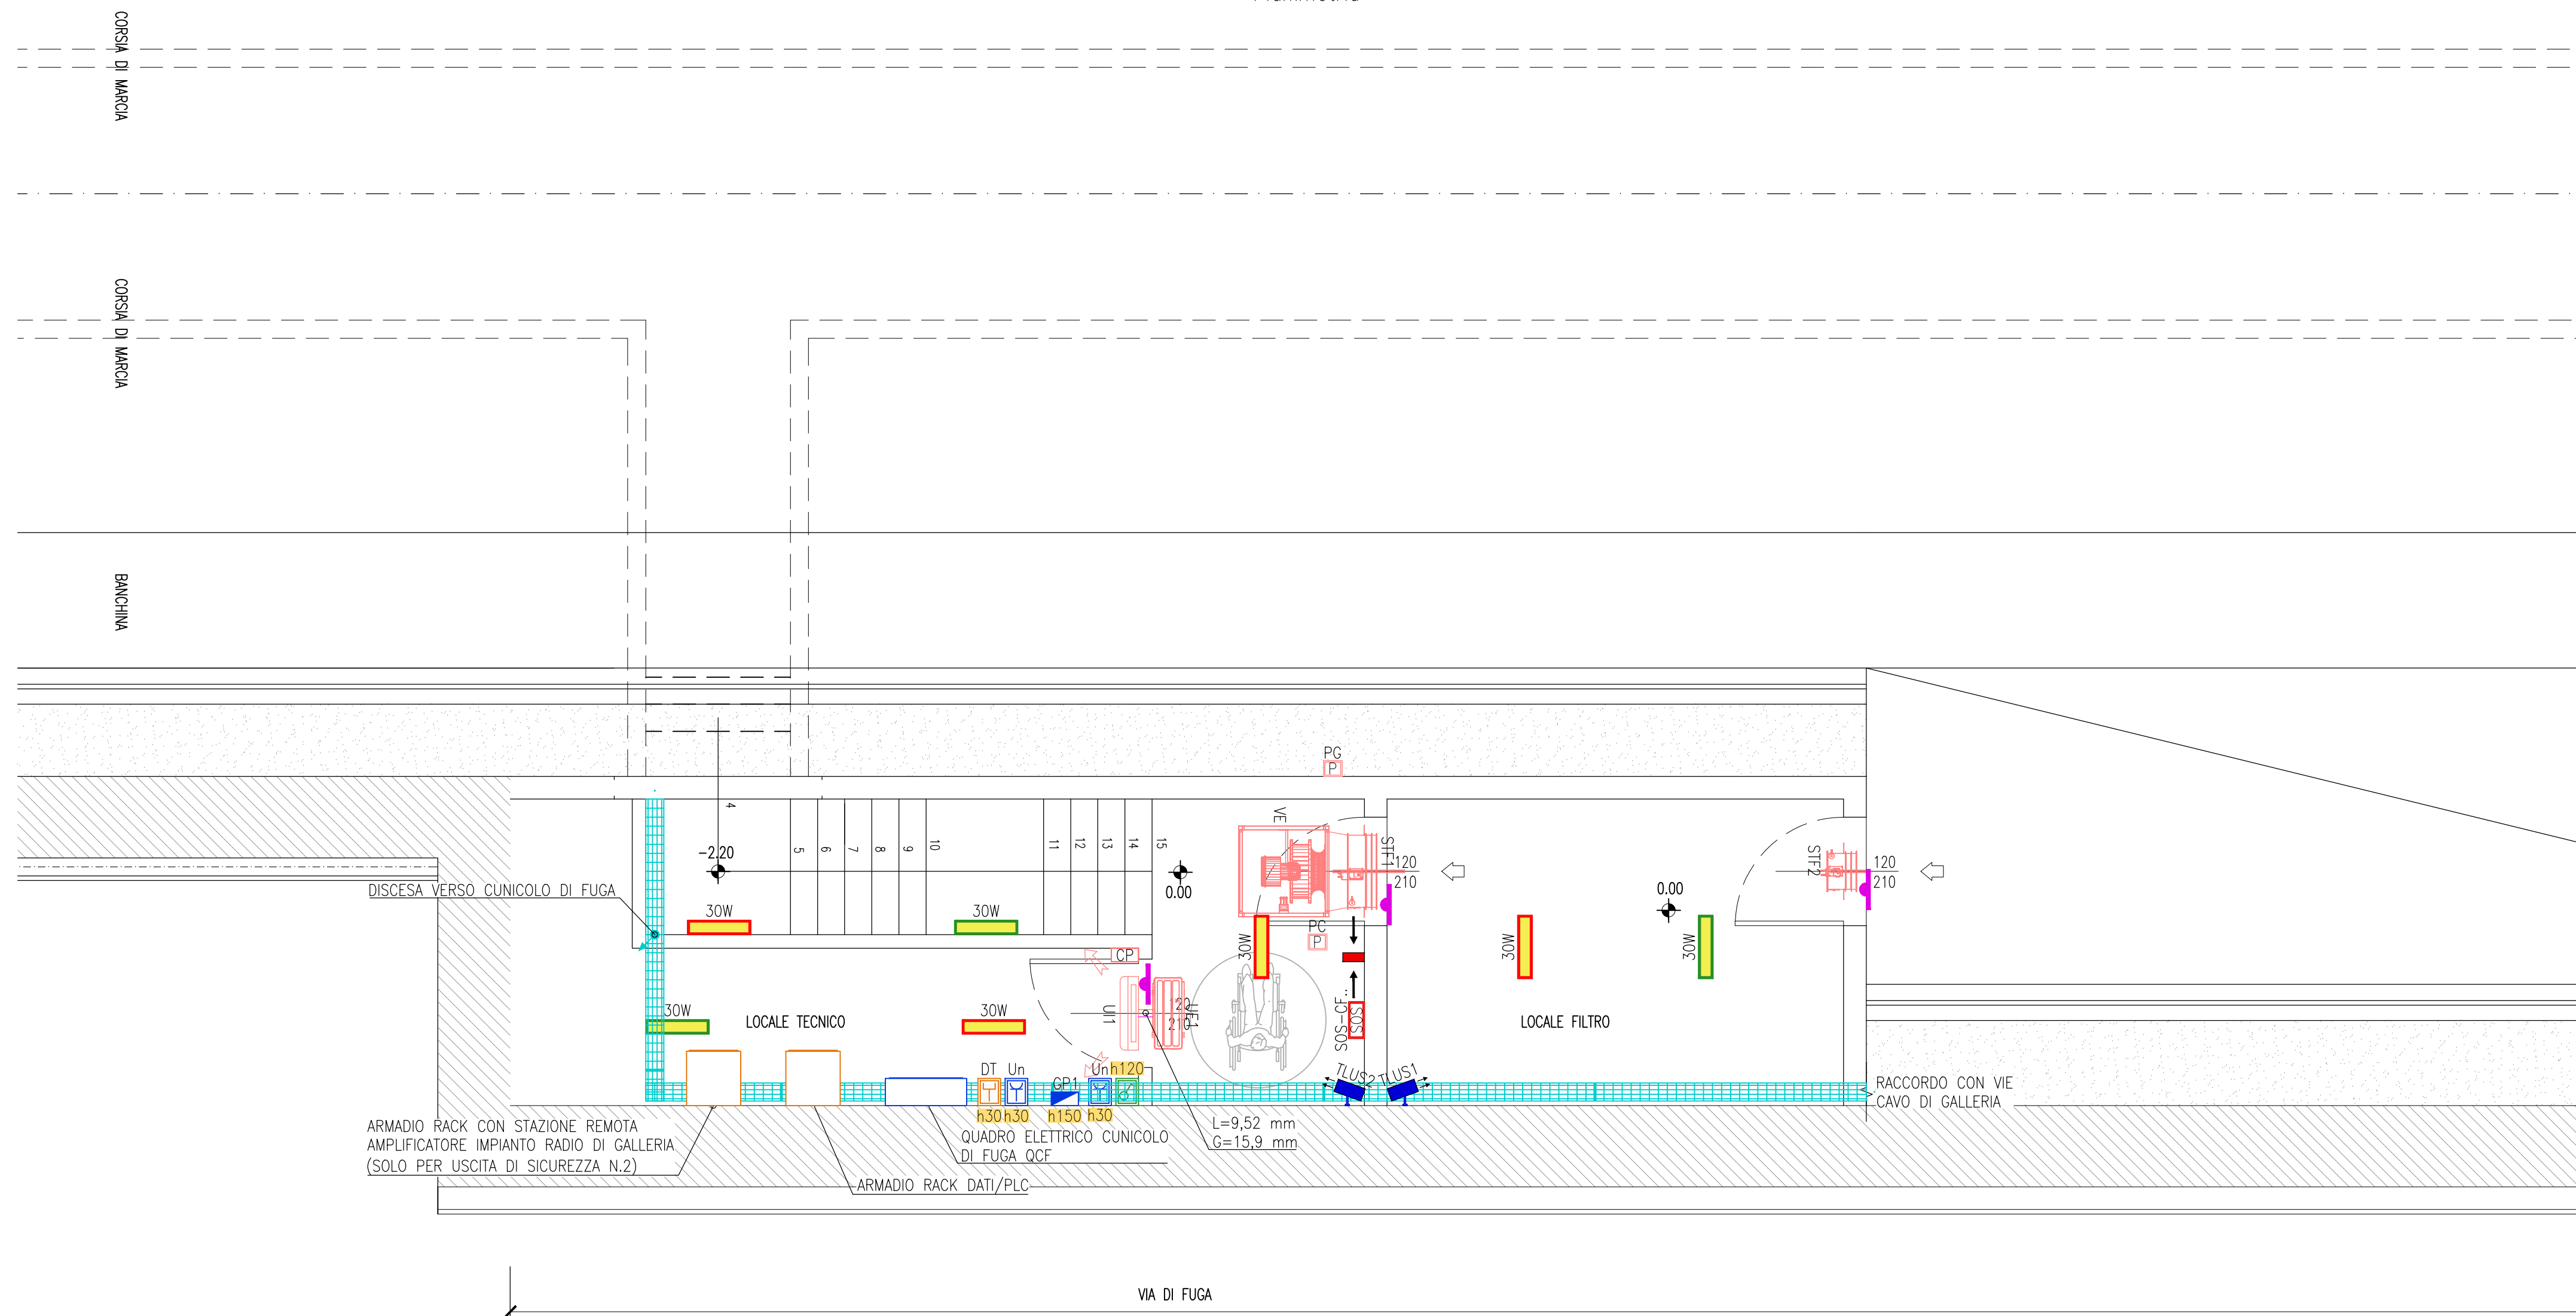 CORSIA DI MARCIA
CORSIA DI MARCIA
BANCHINA
PG
P
VE
4
5
6
7
8
9
10
11
12
13
14
15
-2.20
0.00
STF1
120
210
0.00
STF2
120
210
DISCESA VERSO CUNICOLO DI FUGA
30W
30W
30W
PC
P
30W
30W
CP
30W
LOCALE TECNICO
30W
UI1
120
210
UE1
SOS-CF..
SOS
LOCALE FILTRO
DT
Un
GP1
Un
h120
TLUS2
TLUS1
h30
h30
h150
h30
RACCORDO CON VIE
CAVO DI GALLERIA
ARMADIO RACK CON STAZIONE REMOTA
AMPLIFICATORE IMPIANTO RADIO DI GALLERIA
(SOLO PER USCITA DI SICUREZZA N.2)
QUADRO ELETTRICO CUNICOLO
DI FUGA QCF
L=9,52 mm
G=15,9 mm
ARMADIO RACK DATI/PLC
VIA DI FUGA